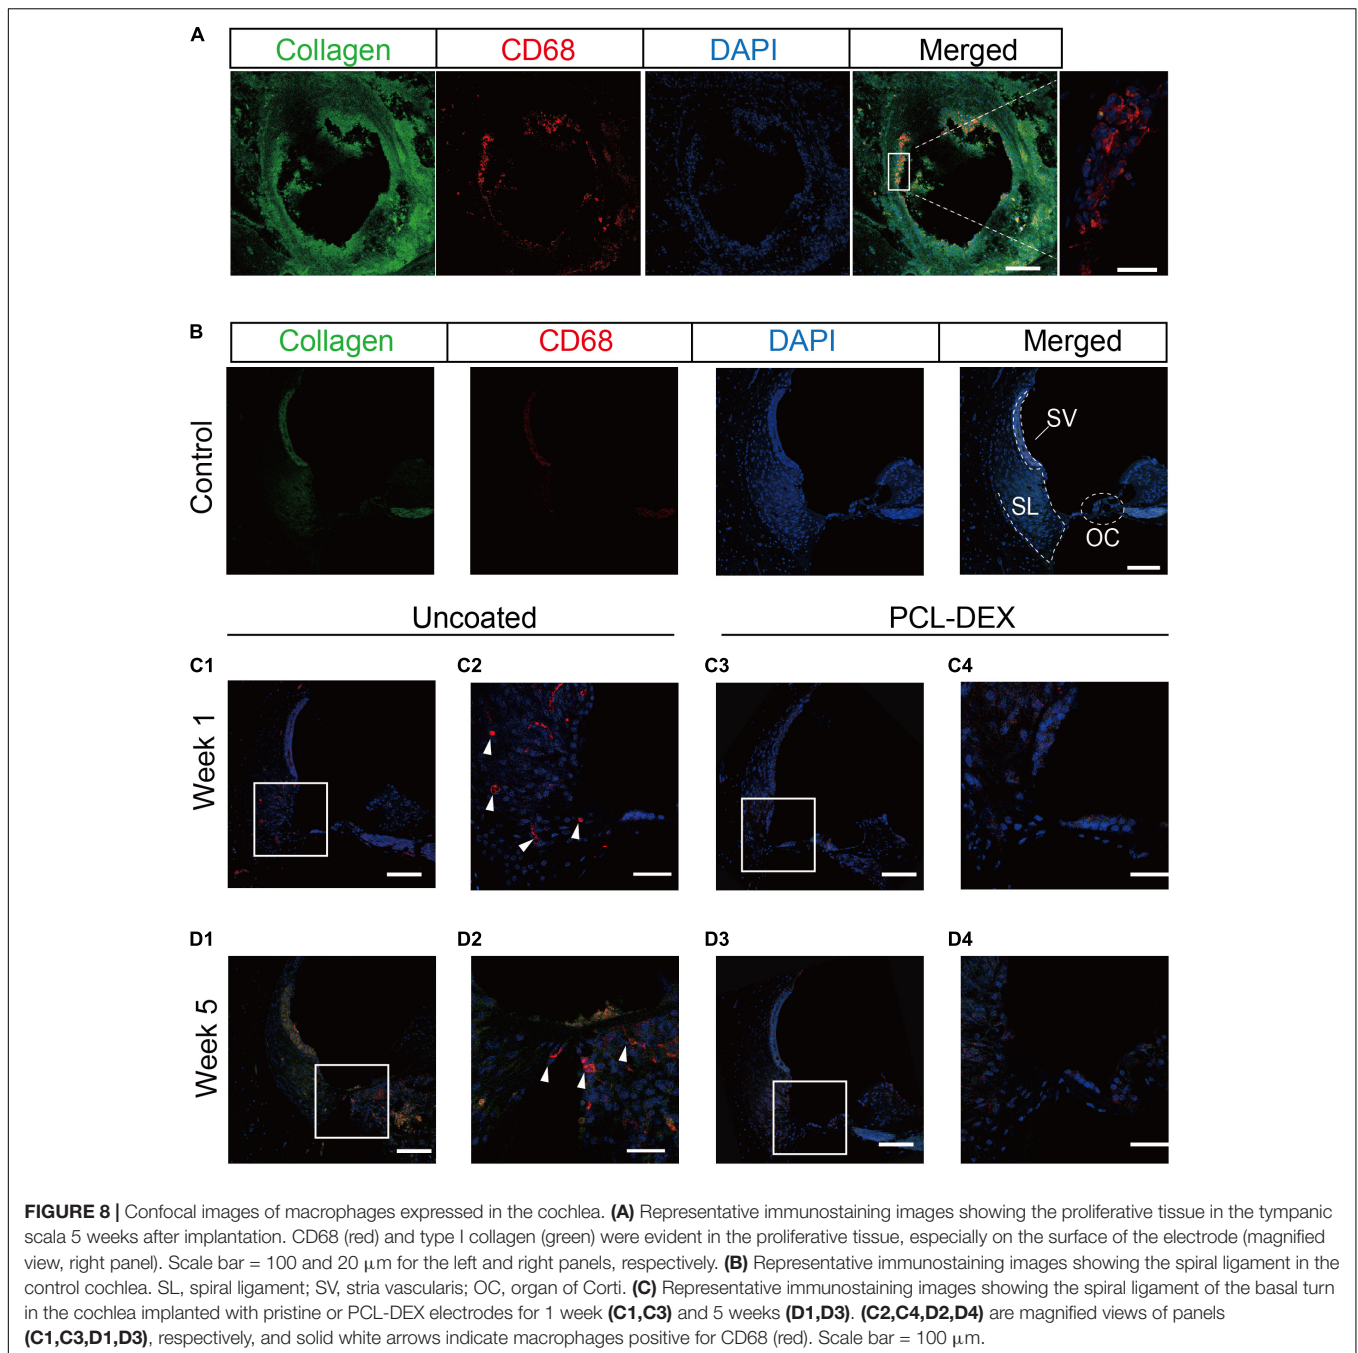 A
Collagen CD68 DAPI Merged
B
Collagen CD68 DAPI Merged
Control
SV
SL
OC
Uncoated PCL-DEX
C1 C2 C3 C4
Week 1
D1 D2 D3 D4
Week 5
FIGURE 8 | Confocal images of macrophages expressed in the cochlea. (A) Representative immunostaining images showing the proliferative tissue in the tympanic
scala 5 weeks after implantation. CD68 (red) and type I collagen (green) were evident in the proliferative tissue, especially on the surface of the electrode (magnified
view, right panel). Scale bar = 100 and 20 μm for the left and right panels, respectively. (B) Representative immunostaining images showing the spiral ligament in the
control cochlea. SL, spiral ligament; SV, stria vascularis; OC, organ of Corti. (C) Representative immunostaining images showing the spiral ligament of the basal turn
in the cochlea implanted with pristine or PCL-DEX electrodes for 1 week (C1,C3) and 5 weeks (D1,D3). (C2,C4,D2,D4) are magnified views of panels
(C1,C3,D1,D3), respectively, and solid white arrows indicate macrophages positive for CD68 (red). Scale bar = 100 μm.